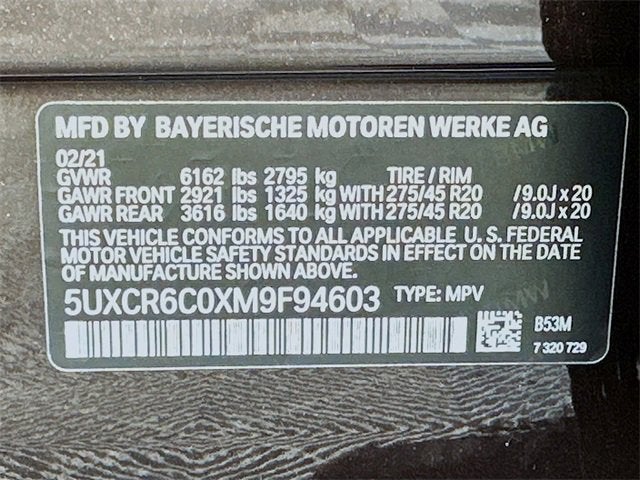 MFD BY BAYERISCHE MOTOREN WERKE AG
02/21
GVWR 6162 lbs 2795 kg TIRE / RIM
GAWR FRONT 2921 lbs 1325 kg WITH 275/45 R20 /9.0J x 20
GAWR REAR 3616 lbs 1640 kg WITH 275/45 R20 /9.0J x 20
THIS VEHICLE CONFORMS TO ALL APPLICABLE U. S. FEDERAL
MOTOR VEHICLE SAFETY STANDARDS IN EFFECT ON THE
DATE OF MANUFACTURE SHOWN ABOVE.
5UXCR6C0XM9F94603 TYPE: MPV
B53M
7 320 729